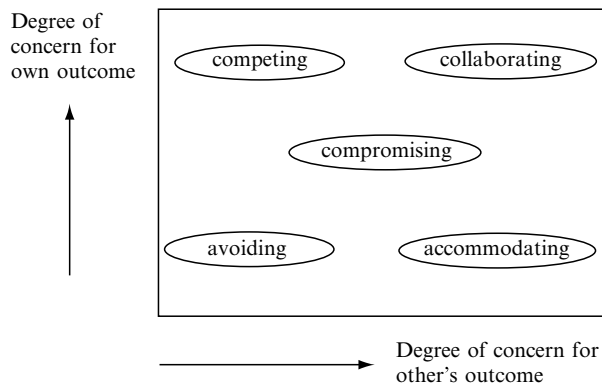 Degree of
concern for
own outcome
competing
collaborating
compromising
avoiding
accommodating
Degree of concern for
other's outcome